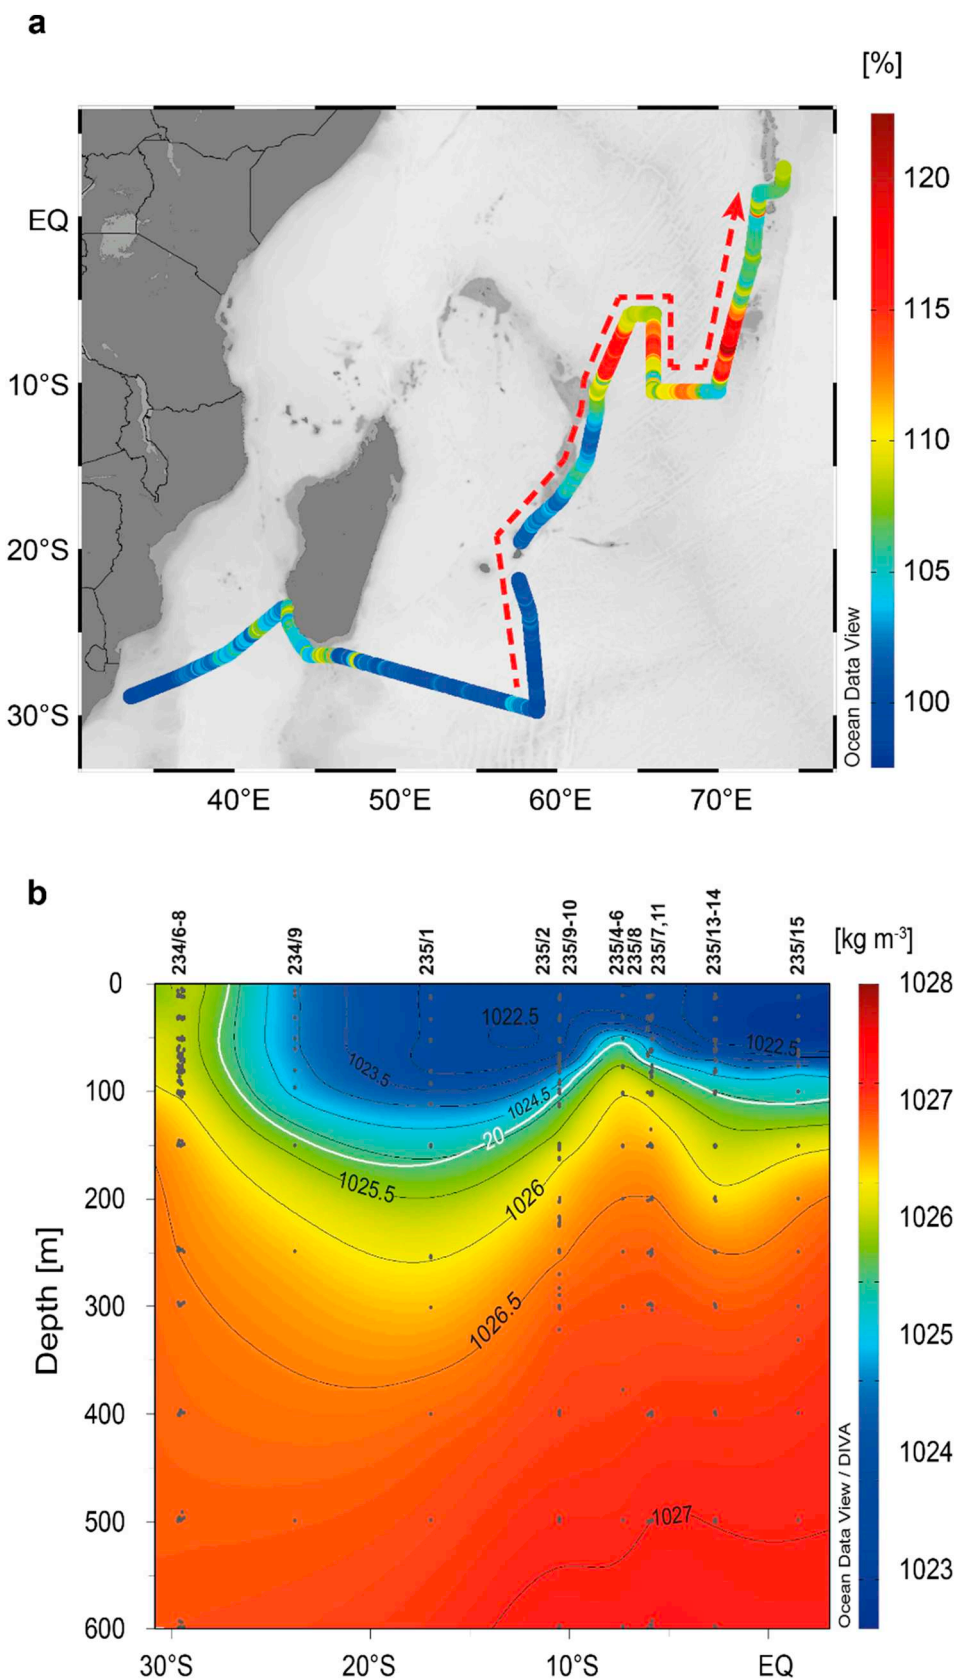 a
[%]
120
EQ
115
10°S
110
20°S
105
Ocean Data View
100
30°S
40°E 50°E 60°E 70°E
b
234/6-8 234/9 235/1 235/2 235/9-10 235/4-6 235/8 235/7,11 235/13-14 235/15
[kg m-3]
0 1028
1022.5
1022.5
1023.5
100 1024.5 1027
20
1025.5
200 1026 1026
Depth [m]
300 1026.5
1025
400
1024
500 1027
1023
Ocean Data View / DIVA
600
30°S 20°S 10°S EQ